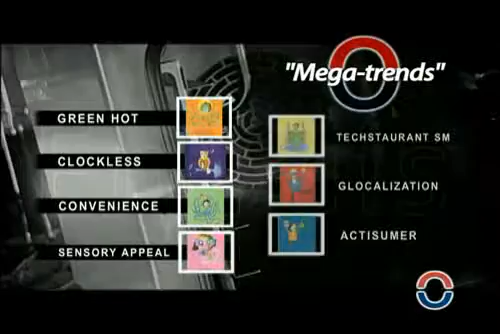 "Mega-trends"
GREEN HOT
CLOCKLESS
CONVENIENCE
SENSORY APPEAL
TECHSTAURANT SM
GLOCALIZATION
ACTISUMER